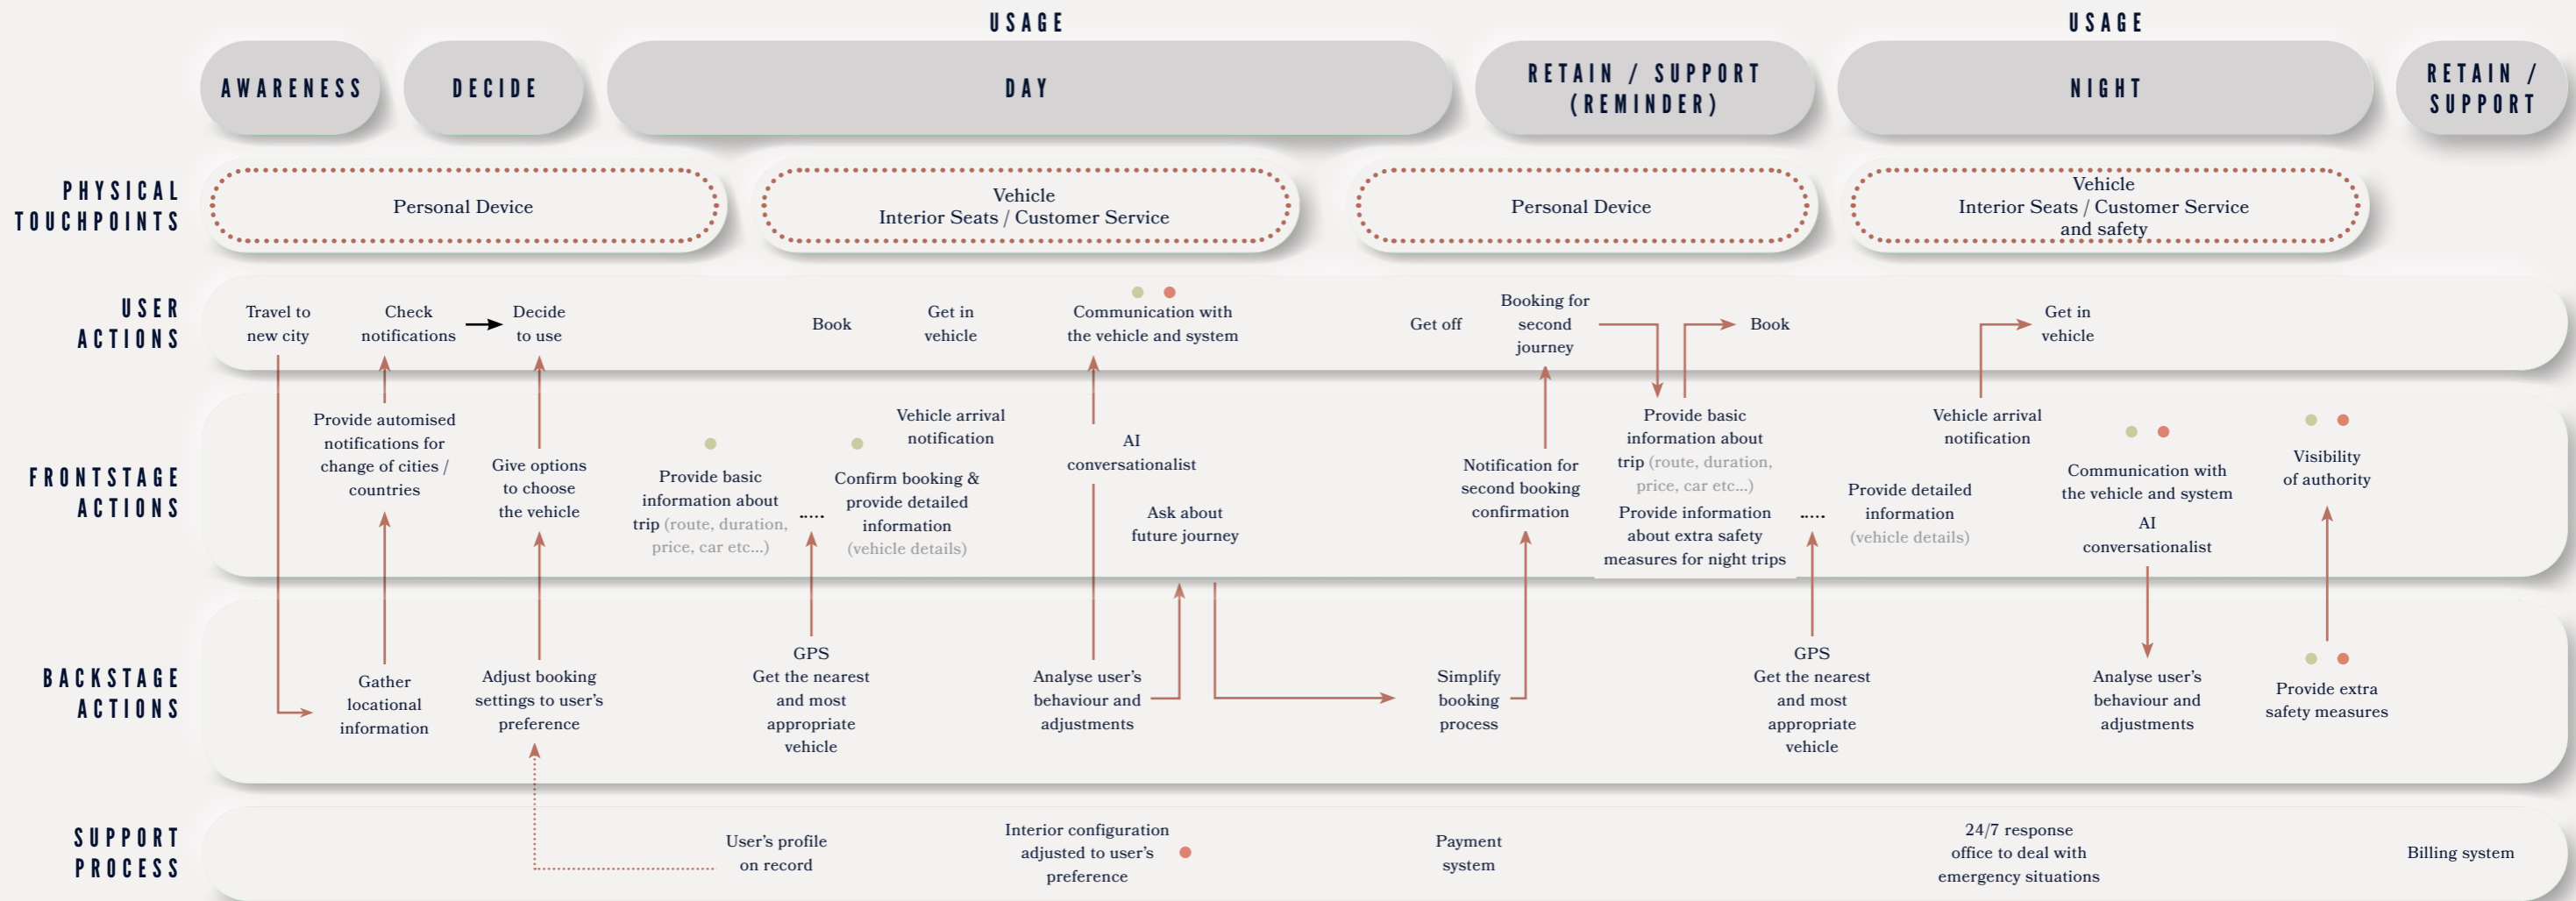 USAGE
USAGE
AWARENESS
DECIDE
DAY
RETAIN / SUPPORT
(REMINDER)
NIGHT
RETAIN /
SUPPORT
PHYSICAL
TOUCHPOINTS
Personal Device
Vehicle
Interior Seats / Customer Service
Personal Device
Vehicle
Interior Seats / Customer Service
and safety
USER
ACTIONS
Travel to
new city
Check
notifications
Decide
to use
Book
Get in
vehicle
Communication with
the vehicle and system
Get off
Booking for
second
journey
Book
Get in
vehicle
FRONTSTAGE
ACTIONS
Provide automised
notifications for
change of cities /
countries
Give options
to choose
the vehicle
Provide basic
information about
trip (route, duration,
price, car etc...)
.....
Vehicle arrival
notification
Confirm booking &
provide detailed
information
(vehicle details)
AI
conversationalist
Ask about
future journey
Notification for
second booking
confirmation
Provide basic
information about
trip (route, duration,
price, car etc...)
Provide information
about extra safety
measures for night trips
.....
Vehicle arrival
notification
Provide detailed
information
(vehicle details)
Communication with
the vehicle and system
AI
conversationalist
Visibility
of authority
BACKSTAGE
ACTIONS
Gather
locational
information
Adjust booking
settings to user's
preference
GPS
Get the nearest
and most
appropriate
vehicle
Analyse user's
behaviour and
adjustments
Simplify
booking
process
GPS
Get the nearest
and most
appropriate
vehicle
Analyse user's
behaviour and
adjustments
Provide extra
safety measures
SUPPORT
PROCESS
User's profile
on record
Interior configuration
adjusted to user's
preference
Payment
system
24/7 response
office to deal with
emergency situations
Billing system